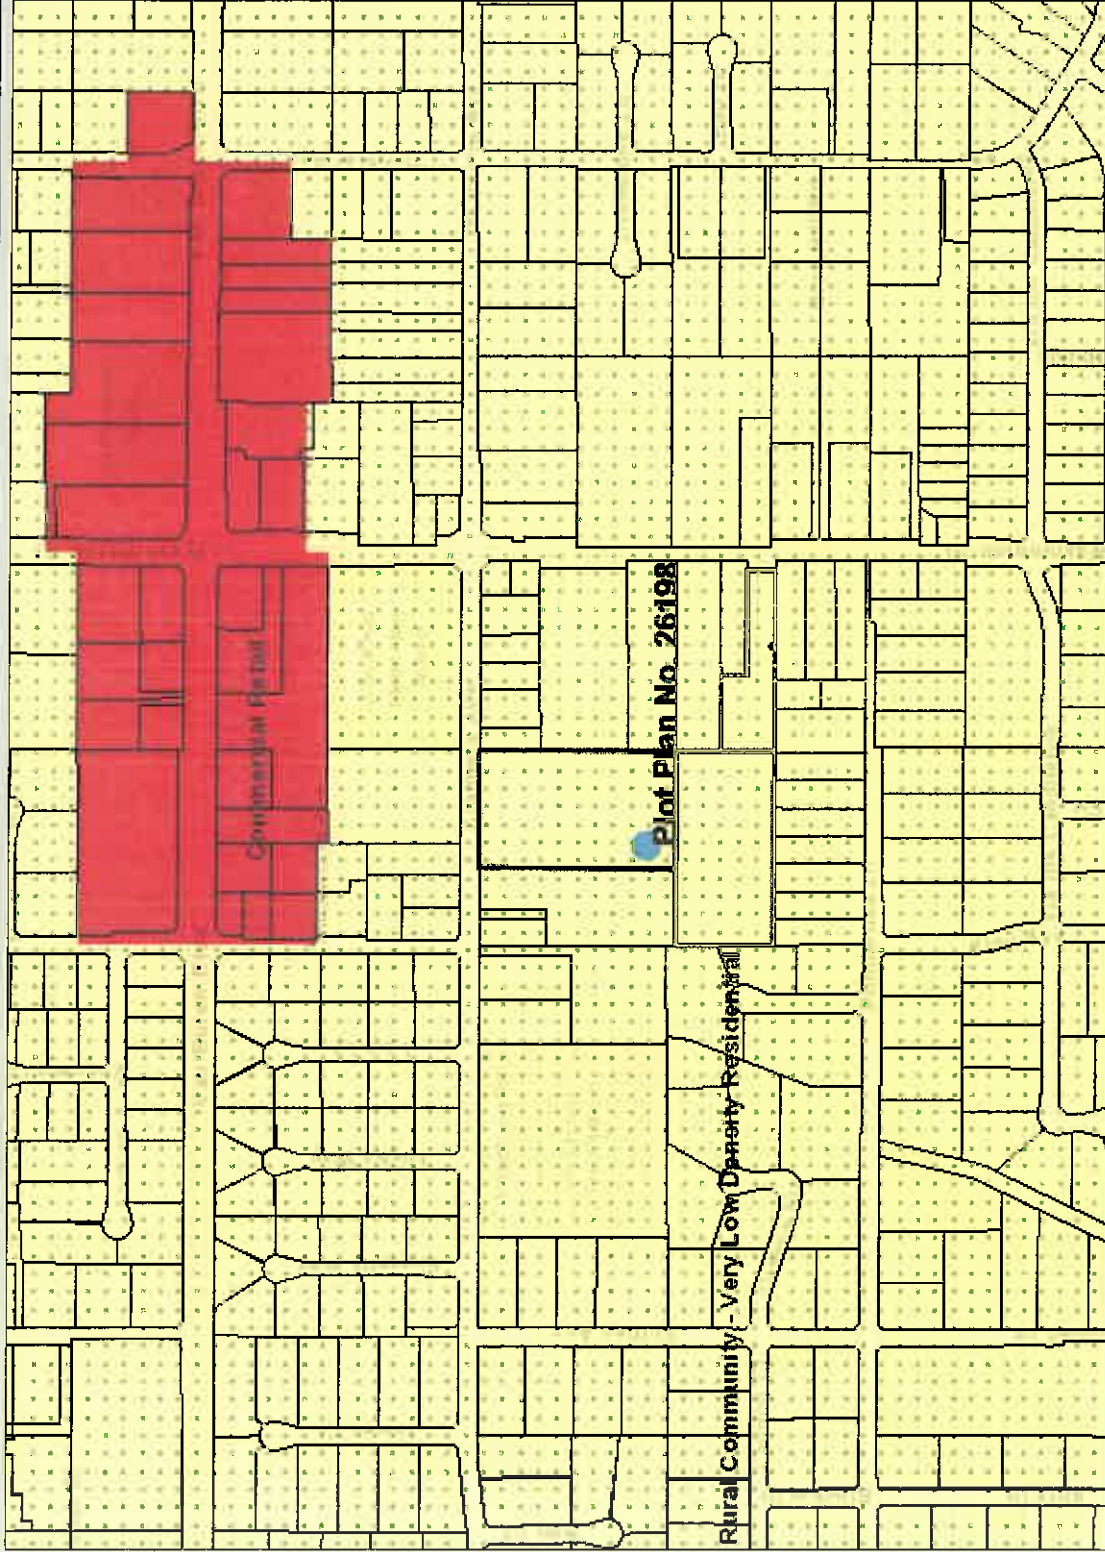 Commercial Retail
Plot Plan No. 26198
Rural Community - Very Low Density Residential